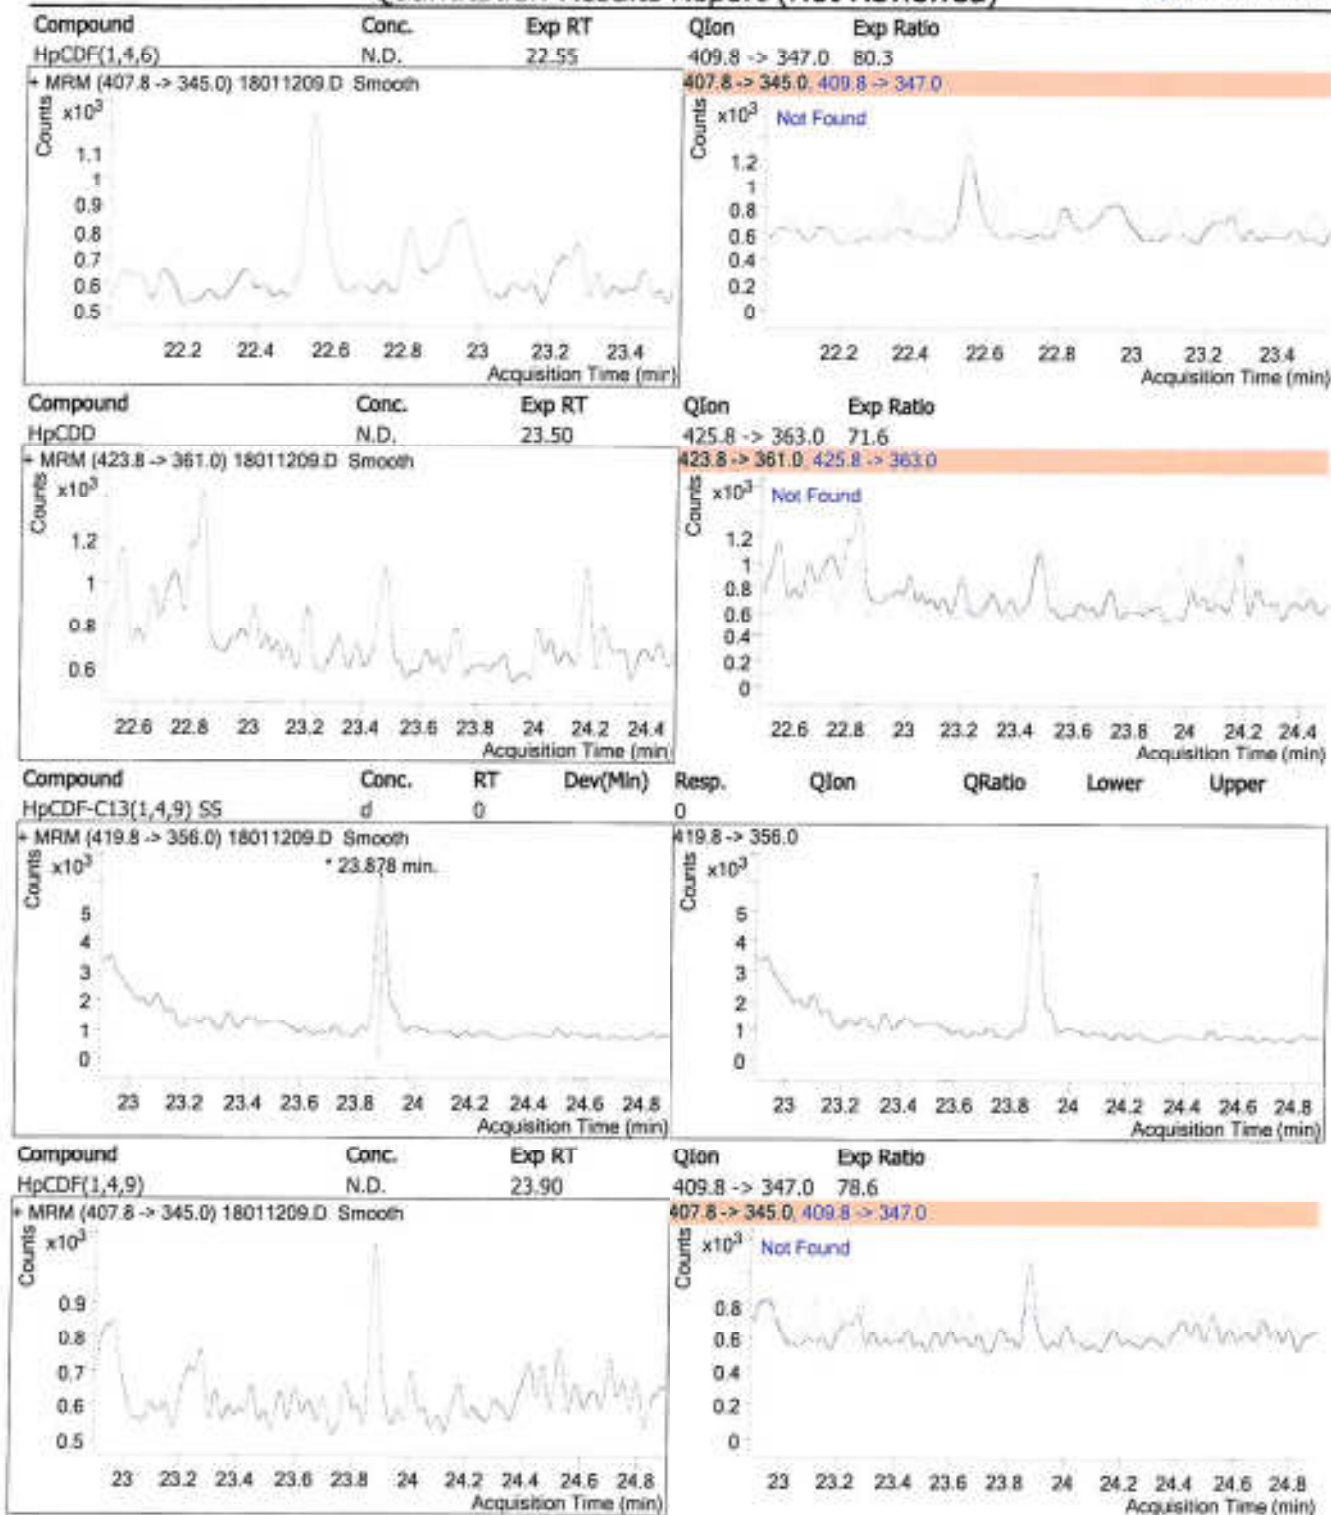 Quantitation Results Report (Not Reviewed)
Compound Conc. Exp RT QIon Exp Ratio
HpCDF(1,4,6) N.D. 22.55 409.8 -> 347.0 80.3
+ MRM (407.8 -> 345.0) 18011209.D Smooth
407.8 -> 345.0, 409.8 -> 347.0
Counts
x10³
1.1
1
0.9
0.8
0.7
0.6
0.5
22.2 22.4 22.6 22.8 23 23.2 23.4
Acquisition Time (min)
Counts
x10³
Not Found
1.2
1
0.8
0.6
0.4
0.2
0
22.2 22.4 22.6 22.8 23 23.2 23.4
Acquisition Time (min)
Compound Conc. Exp RT QIon Exp Ratio
HpCDD N.D. 23.50 425.8 -> 363.0 71.6
+ MRM (423.8 -> 361.0) 18011209.D Smooth
423.8 -> 361.0, 425.8 -> 363.0
Counts
x10³
1.2
1
0.8
0.6
22.6 22.8 23 23.2 23.4 23.6 23.8 24 24.2 24.4
Acquisition Time (min)
Counts
x10³
Not Found
1.2
1
0.8
0.6
0.4
0.2
0
22.6 22.8 23 23.2 23.4 23.6 23.8 24 24.2 24.4
Acquisition Time (min)
Compound Conc. RT Dev(Min) Resp. QIon QRatio Lower Upper
HpCDF-C13(1,4,9) SS d 0 0
+ MRM (419.8 -> 356.0) 18011209.D Smooth
419.8 -> 356.0
Counts
x10³
* 23.878 min.
5
4
3
2
1
0
23 23.2 23.4 23.6 23.8 24 24.2 24.4 24.6 24.8
Acquisition Time (min)
Counts
x10³
5
4
3
2
1
0
23 23.2 23.4 23.6 23.8 24 24.2 24.4 24.6 24.8
Acquisition Time (min)
Compound Conc. Exp RT QIon Exp Ratio
HpCDF(1,4,9) N.D. 23.90 409.8 -> 347.0 78.6
+ MRM (407.8 -> 345.0) 18011209.D Smooth
407.8 -> 345.0, 409.8 -> 347.0
Counts
x10³
0.9
0.8
0.7
0.6
0.5
23 23.2 23.4 23.6 23.8 24 24.2 24.4 24.6 24.8
Acquisition Time (min)
Counts
x10³
Not Found
0.8
0.6
0.4
0.2
0
23 23.2 23.4 23.6 23.8 24 24.2 24.4 24.6 24.8
Acquisition Time (min)